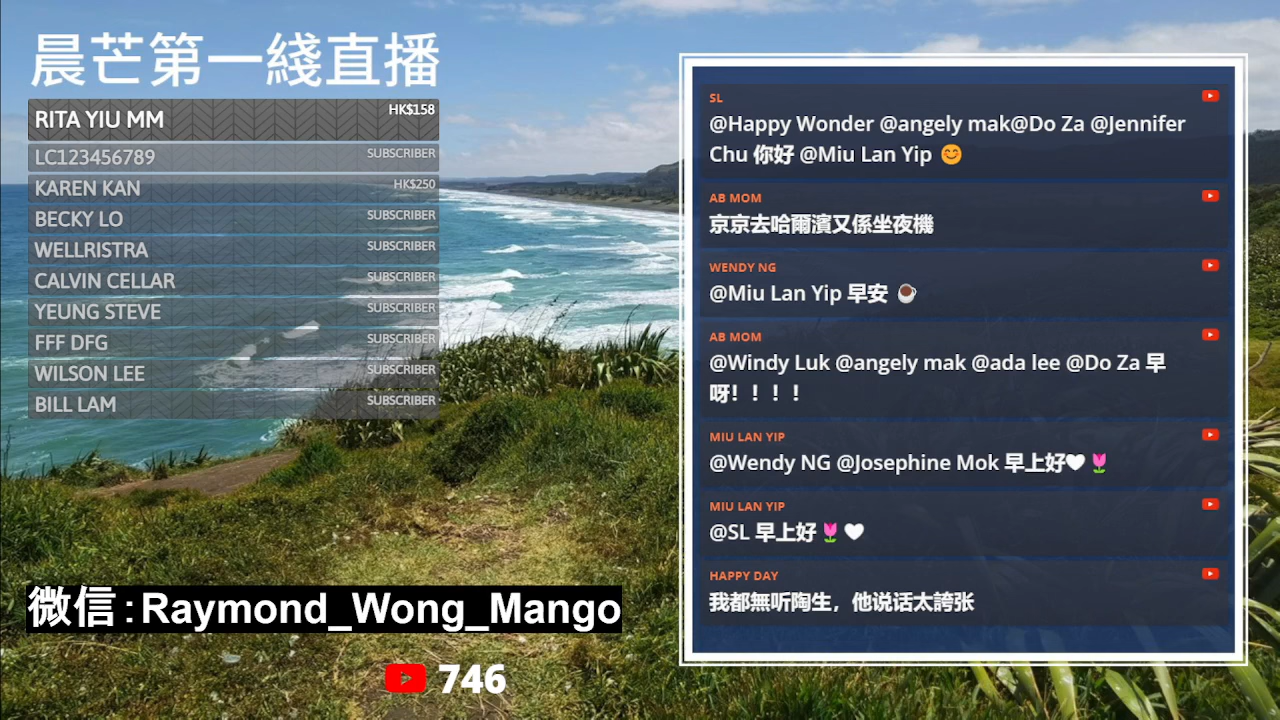 晨芒第一綫直播
RITA YIU MM HK$158
LC123456789 SUBSCRIBER
KAREN KAN HK$250
BECKY LO SUBSCRIBER
WELLRISTRA SUBSCRIBER
CALVIN CELLAR SUBSCRIBER
YEUNG STEVE SUBSCRIBER
FFF DFG SUBSCRIBER
WILSON LEE SUBSCRIBER
BILL LAM SUBSCRIBER
微信:Raymond_Wong_Mango
746
SL
@Happy Wonder @angely mak@Do Za @Jennifer
Chu 你好 @Miu Lan Yip 😊
AB MOM
京京去哈爾濱又係坐夜機
WENDY NG
@Miu Lan Yip 早安 ☕
AB MOM
@Windy Luk @angely mak @ada lee @Do Za 早
呀！！！！
MIU LAN YIP
@Wendy NG @Josephine Mok 早上好🤍🌷
MIU LAN YIP
@SL 早上好🌷🤍
HAPPY DAY
我都無听陶生，他说话太誇张